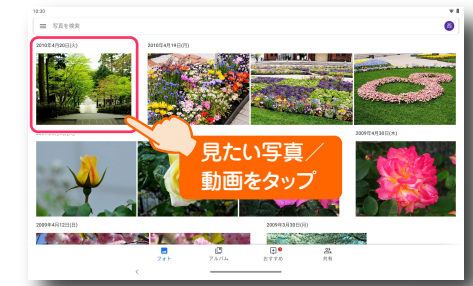 10:30
写真を検索
西
2010年4月20日(火)
2010年4月19日(月)
2009年4月30日(木)
見たい写真／
動画をタップ
2009年4月12日(日)
2009年3月30日(月)
フォト
アルバム
おすすめ
共有